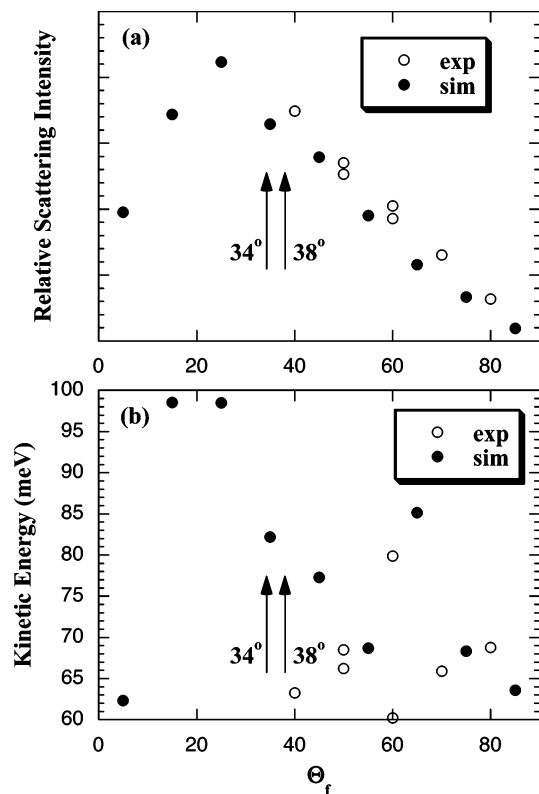 (a)
exp
sim
Relative Scattering Intensity
34° 38°
0 20 40 60 80
(b)
exp
sim
Kinetic Energy (meV)
100
95
90
85
80
75
70
65
60
34° 38°
0 20 40 60 80
Θf